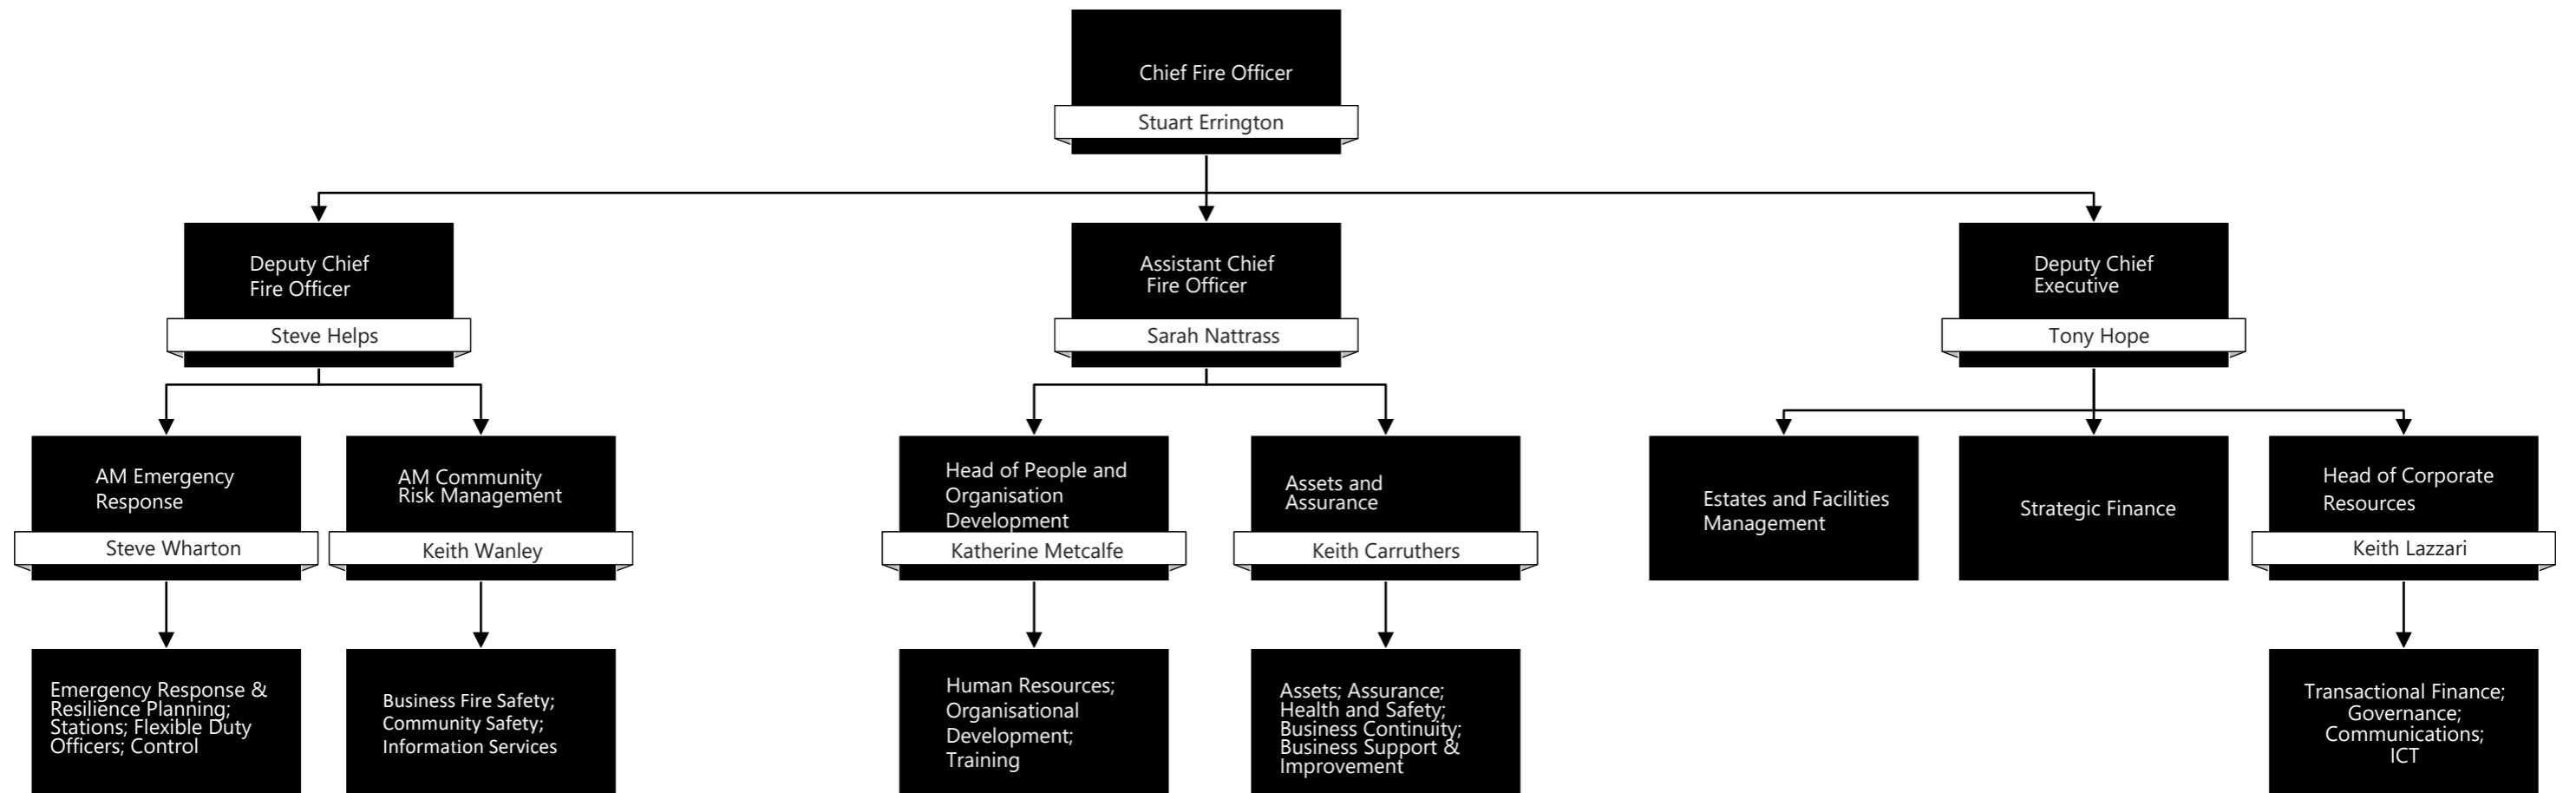 Chief Fire Officer
Stuart Errington
Deputy Chief
Fire Officer
Steve Helps
Assistant Chief
Fire Officer
Sarah Nattrass
Deputy Chief
Executive
Tony Hope
AM Emergency
Response
Steve Wharton
AM Community
Risk Management
Keith Wanley
Head of People and
Organisation
Development
Katherine Metcalfe
Assets and
Assurance
Keith Carruthers
Estates and Facilities
Management
Strategic Finance
Head of Corporate
Resources
Keith Lazzari
Emergency Response &
Resilience Planning;
Stations; Flexible Duty
Officers; Control
Business Fire Safety;
Community Safety;
Information Services
Human Resources;
Organisational
Development;
Training
Assets; Assurance;
Health and Safety;
Business Continuity;
Business Support &
Improvement
Transactional Finance;
Governance;
Communications;
ICT